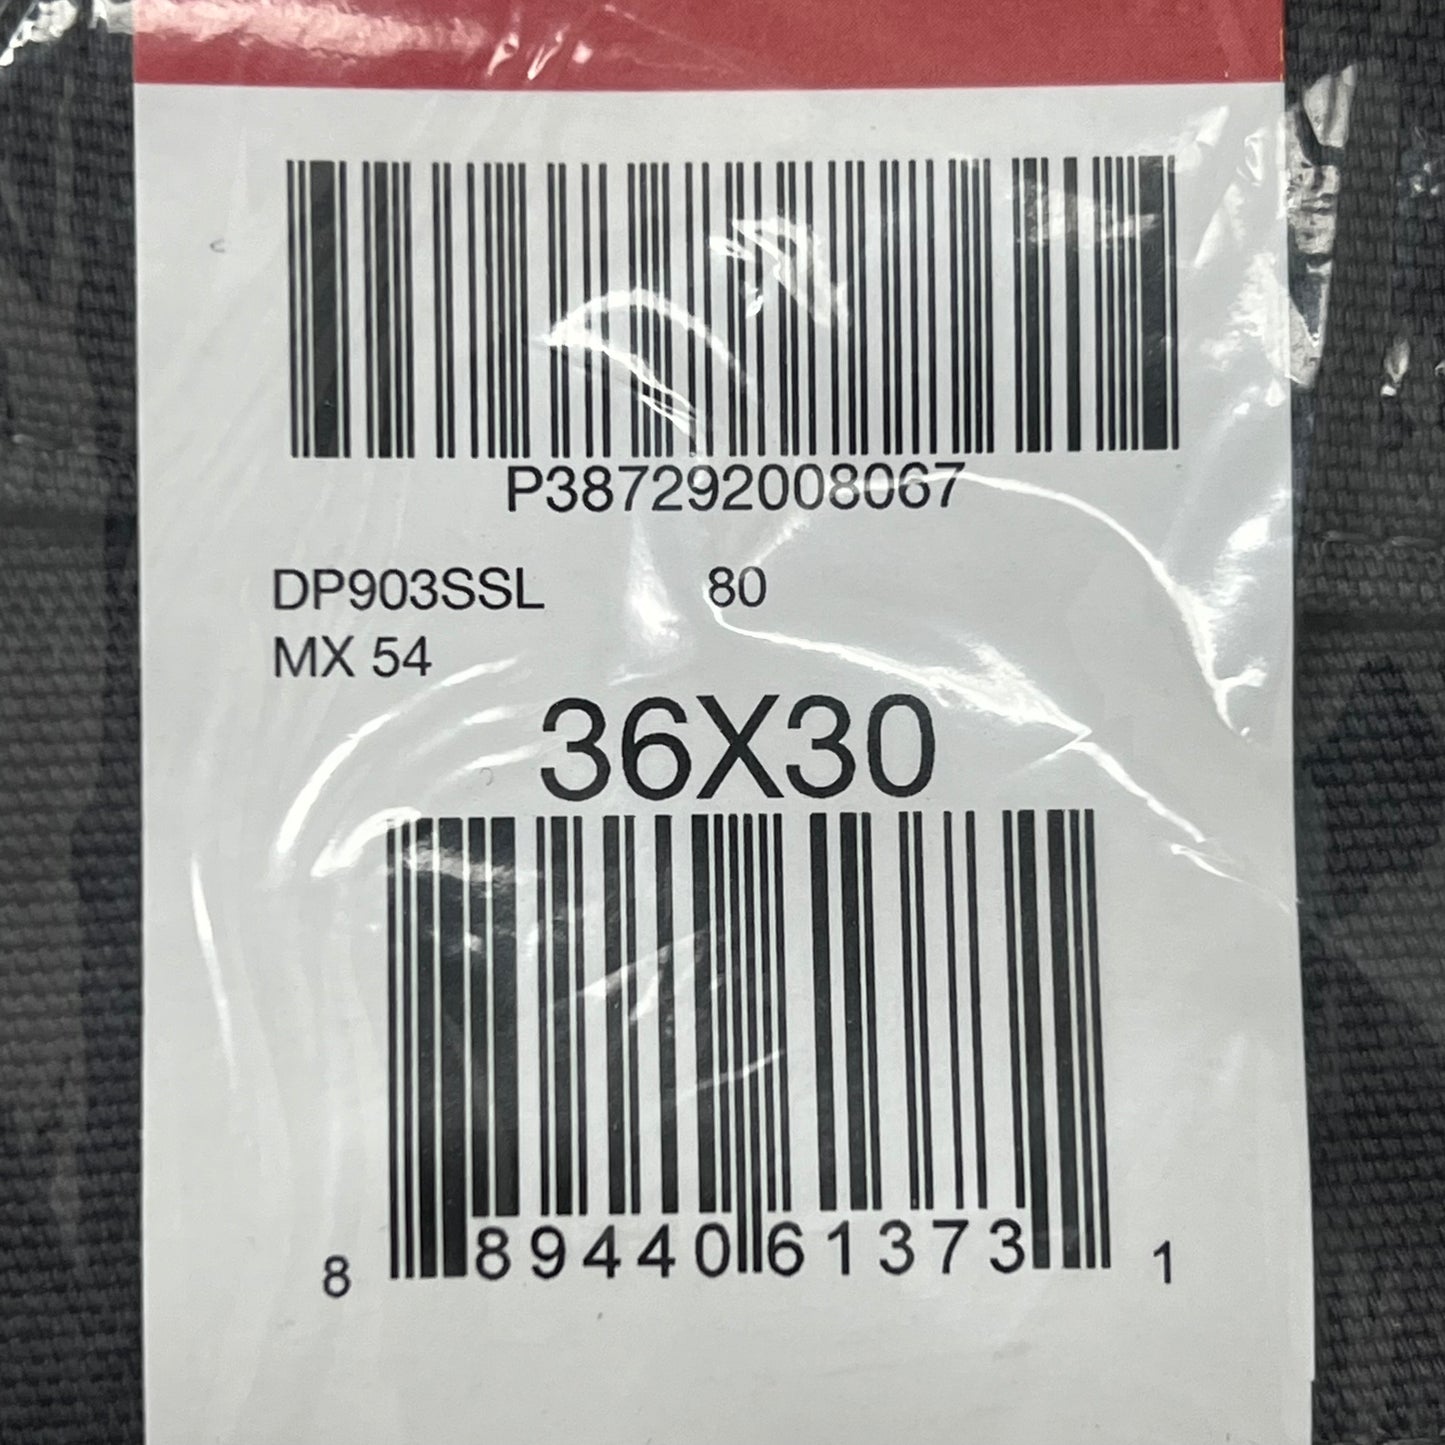 P387292008067
DP903SSL 80
MX 54
36X30
8 89440 61373 1